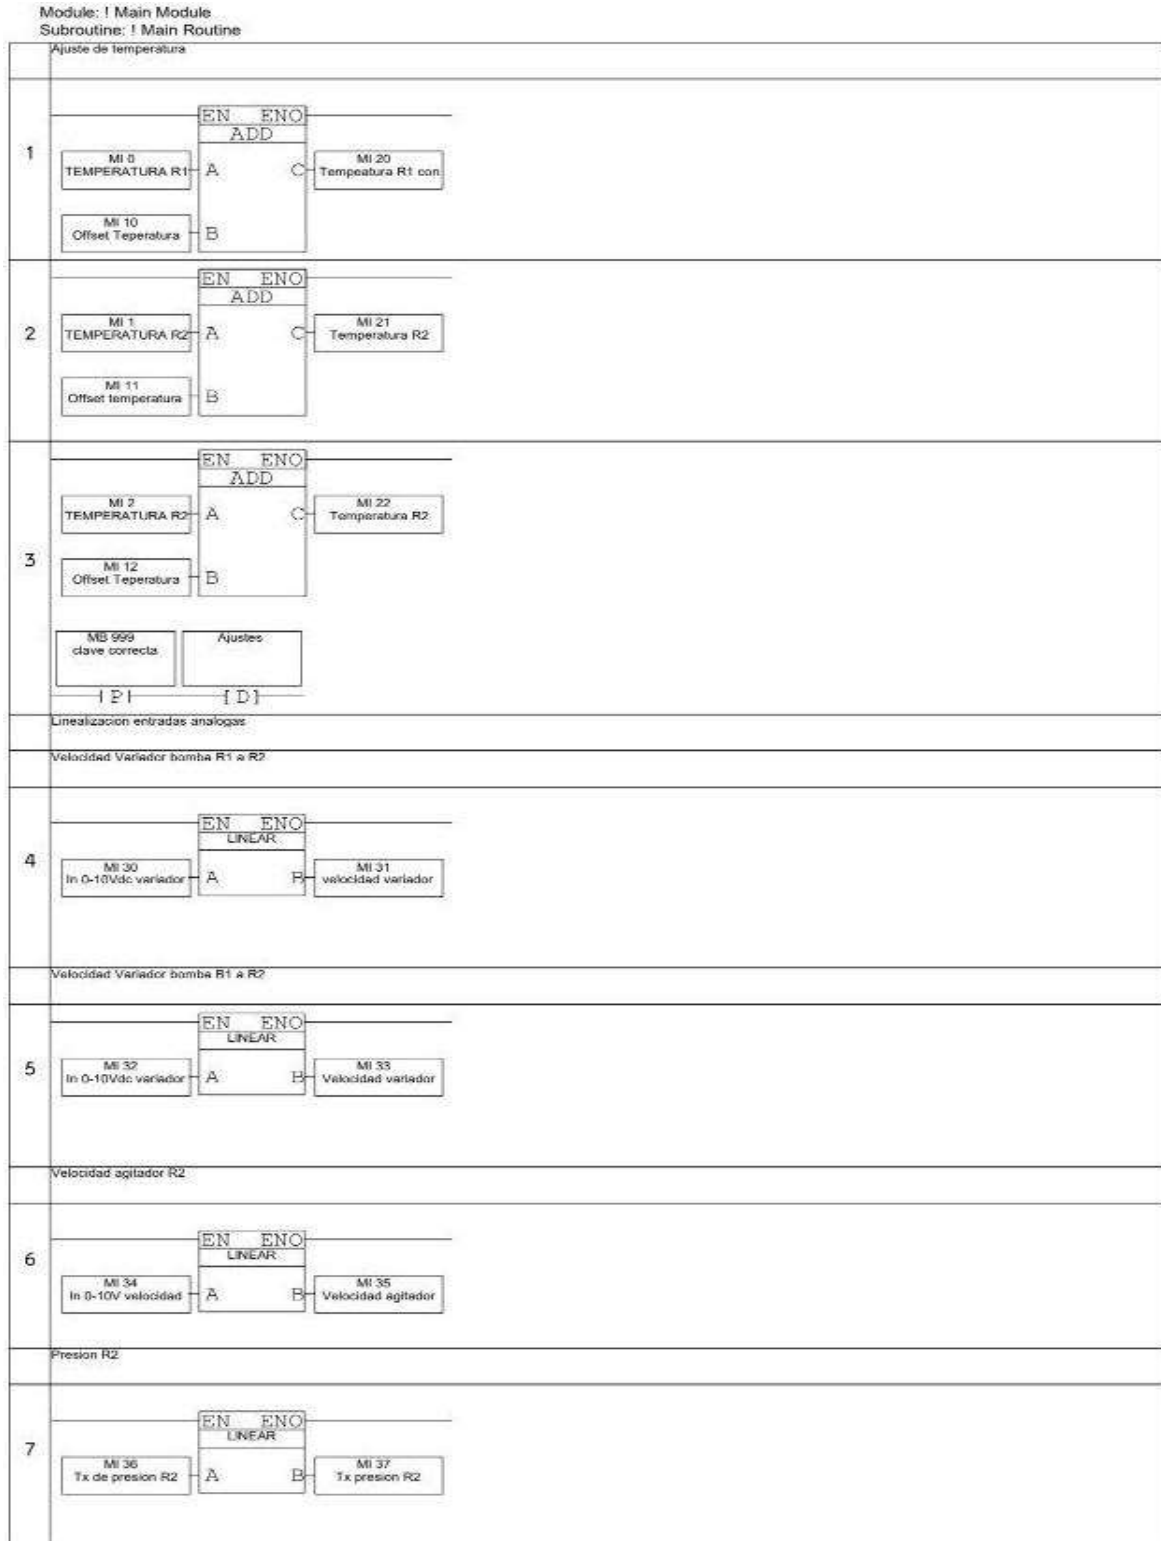 Module: ! Main Module
Subroutine: ! Main Routine
Ajuste de temperatura
1
EN ENO
ADD
MI 0
TEMPERATURA R1
A
C
MI 20
Tempeatura R1 con
MI 10
Offset Teperatura
B
2
EN ENO
ADD
MI 1
TEMPERATURA R2
A
C
MI 21
Temperatura R2
MI 11
Offset temperatura
B
3
EN ENO
ADD
MI 2
TEMPERATURA R2
A
C
MI 22
Temperatura R2
MI 12
Offset Teperatura
B
MB 999
clave correcta
Ajustes
P
[D]
Linealizacion entradas analogas
Velocidad Variador bomba R1 a R2
4
EN ENO
LINEAR
MI 30
In 0-10Vdc variador
A
B
MI 31
velocidad variador
Velocidad Variador bomba R1 a R2
5
EN ENO
LINEAR
MI 32
In 0-10Vdc variador
A
B
MI 33
Velocidad variador
Velocidad agitador R2
6
EN ENO
LINEAR
MI 34
In 0-10V velocidad
A
B
MI 35
Velocidad agitador
Presion R2
7
EN ENO
LINEAR
MI 36
Tx de presion R2
A
B
MI 37
Tx presion R2